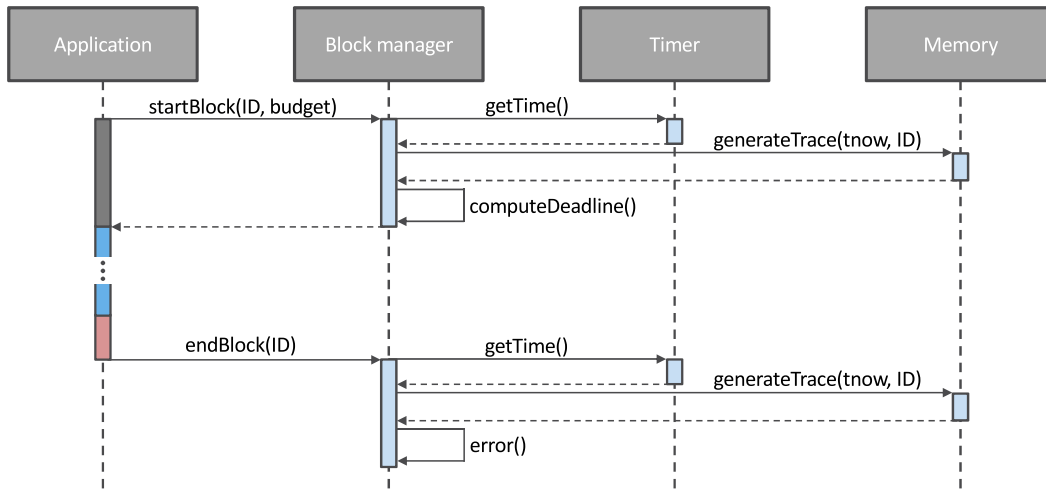 Application
Block manager
Timer
Memory
startBlock(ID, budget)
getTime()
generateTrace(tnow, ID)
computeDeadline()
endBlock(ID)
getTime()
generateTrace(tnow, ID)
error()